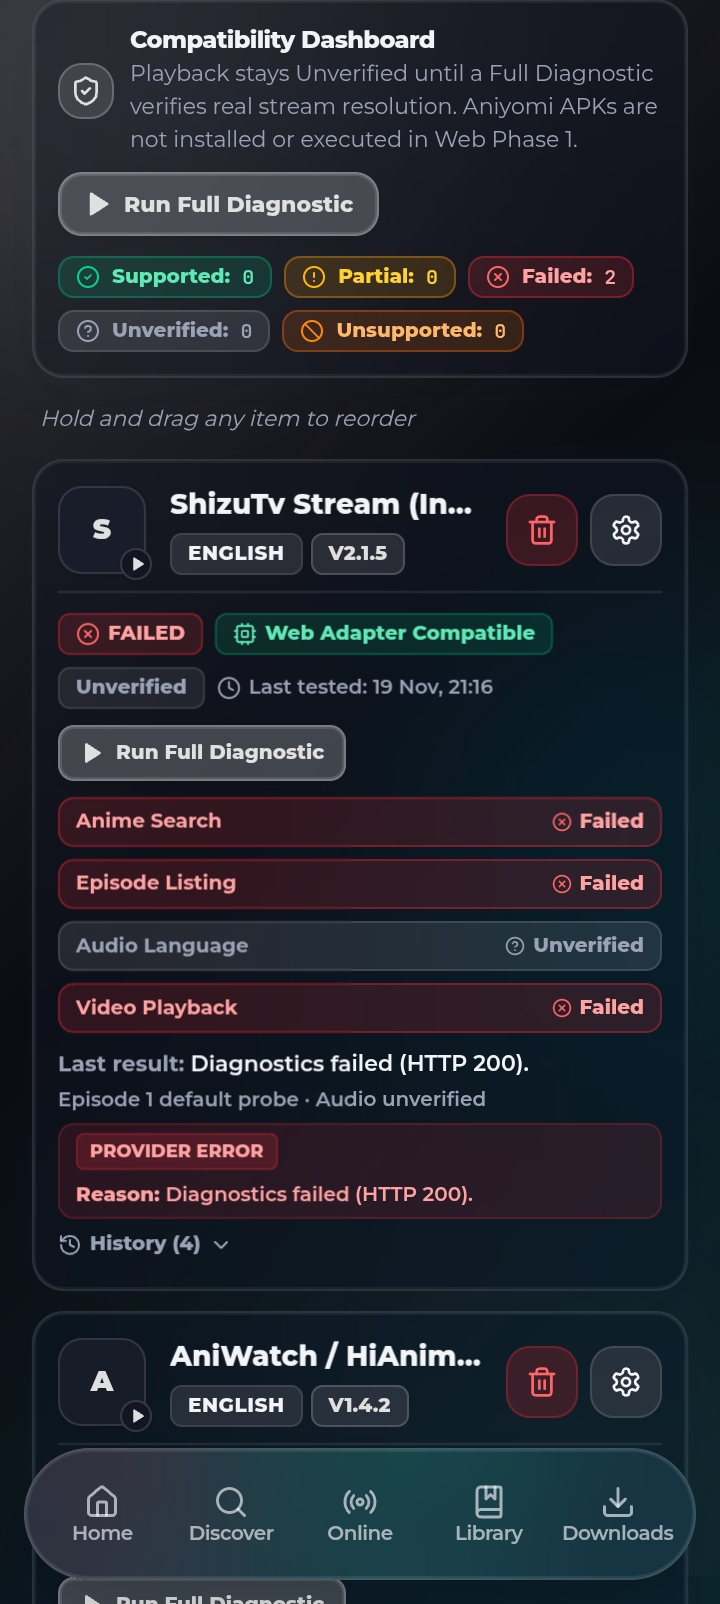 Compatibility Dashboard
Playback stays Unverified until a Full Diagnostic
verifies real stream resolution. Aniyomi APKs are
not installed or executed in Web Phase 1.
Run Full Diagnostic
Supported: 0
Partial: 0
Failed: 2
Unverified: 0
Unsupported: 0
Hold and drag any item to reorder
S
ShizuTv Stream (In...
ENGLISH
V2.1.5
FAILED
Web Adapter Compatible
Unverified
Last tested: 19 Nov, 21:16
Run Full Diagnostic
Anime Search
Failed
Episode Listing
Failed
Audio Language
Unverified
Video Playback
Failed
Last result: Diagnostics failed (HTTP 200).
Episode 1 default probe · Audio unverified
PROVIDER ERROR
Reason: Diagnostics failed (HTTP 200).
History (4)
A
AniWatch / HiAnim...
ENGLISH
V1.4.2
Home
Discover
Online
Library
Downloads
Run Full Diagnostic